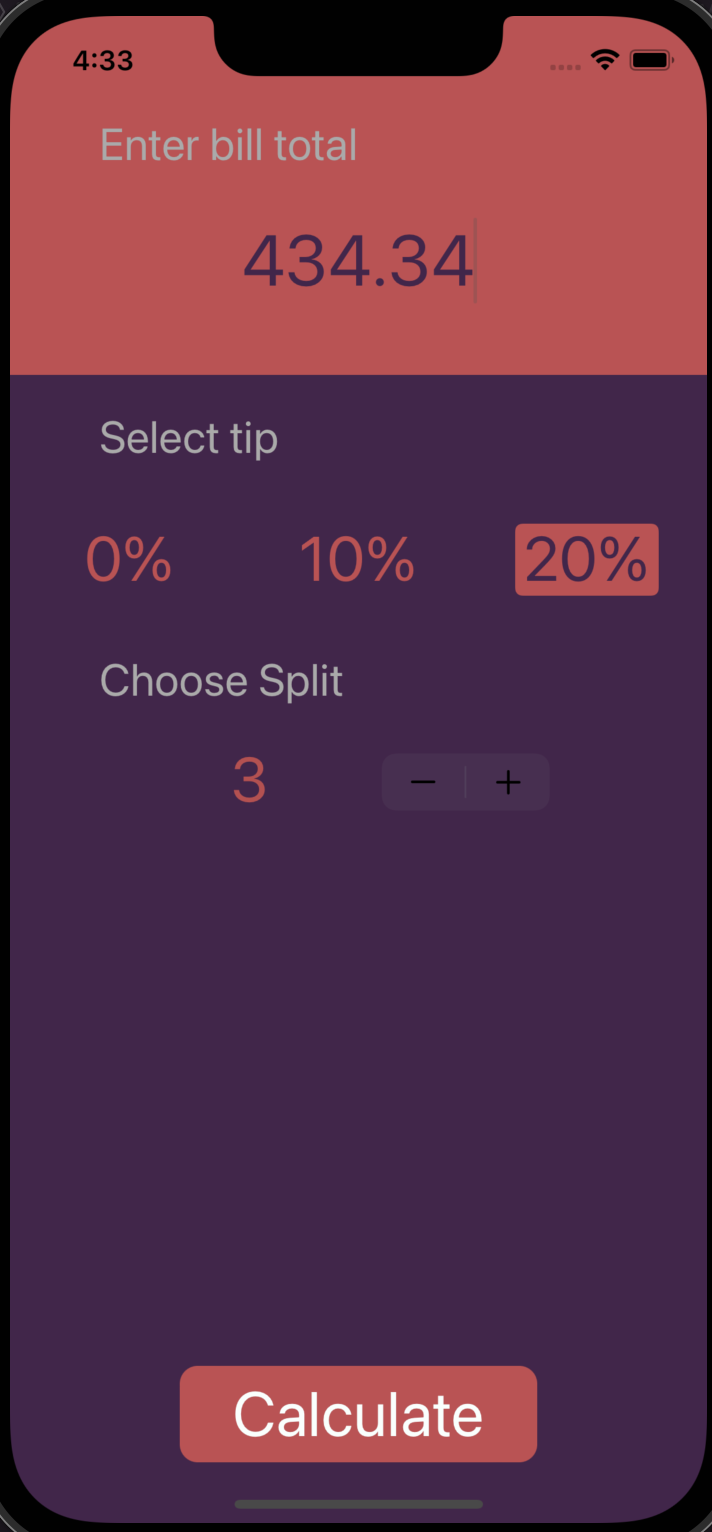 4:33
Enter bill total
434.34
Select tip
0% 10% 20%
Choose Split
3 − +
Calculate